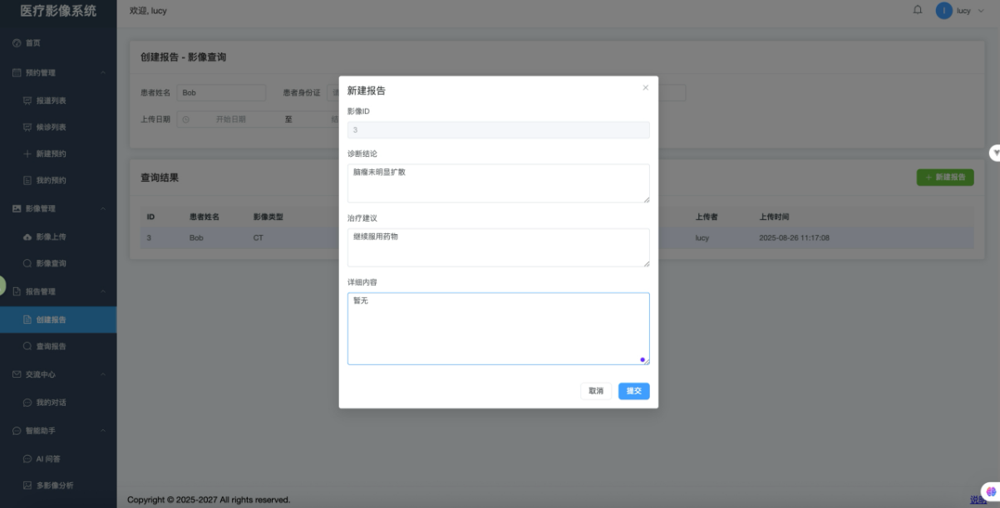 医疗影像系统
欢迎, lucy
lucy
首页
预约管理
报道列表
候诊列表
新建预约
我的预约
影像管理
影像上传
影像查询
报告管理
创建报告
查询报告
交流中心
我的对话
智能助手
AI 问答
多影像分析
创建报告 - 影像查询
患者姓名 Bob 患者身份证
上传日期 开始日期 至
查询结果
+ 新建报告
ID 患者姓名 影像类型 上传者 上传时间
3 Bob CT lucy 2025-08-26 11:17:08
新建报告
影像ID
3
诊断结论
脑瘤未明显扩散
治疗建议
继续服用药物
详细内容
暂无
取消 提交
Copyright © 2025-2027 All rights reserved.